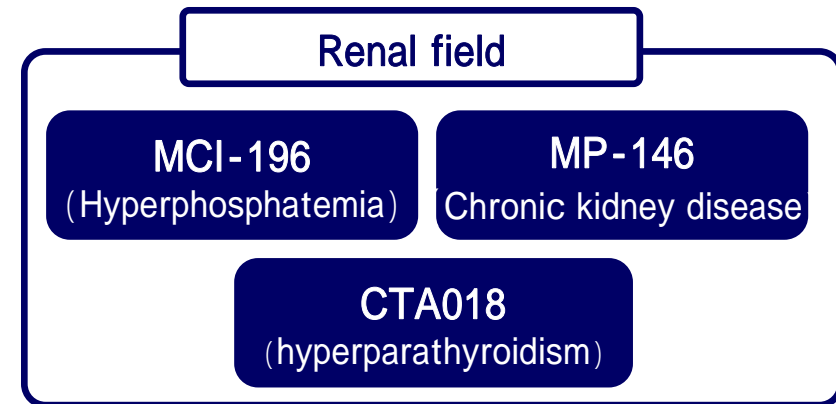 Renal field
MCI-196
(Hyperphosphatemia)
MP-146
(Chronic kidney disease
CTA018
(hyperparathyroidism)